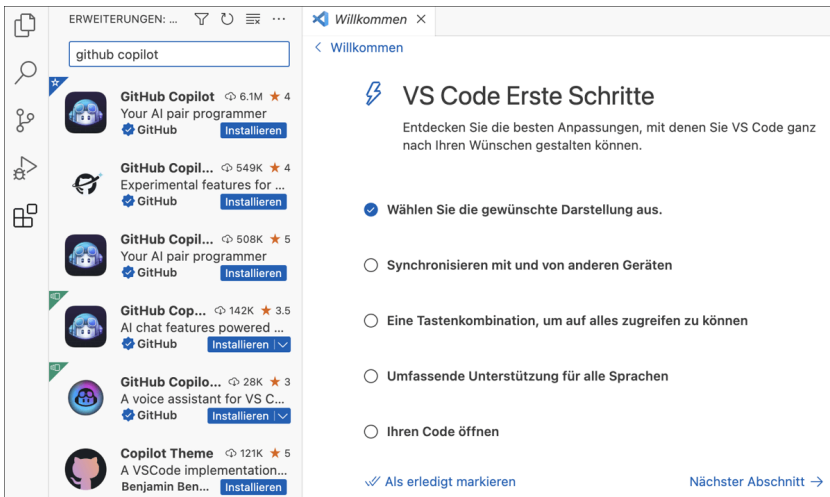 ERWEITERUNGEN: ...
github copilot
GitHub Copilot 6.1M ★ 4
Your AI pair programmer
GitHub Installieren
GitHub Copil... 549K ★ 4
Experimental features for ...
GitHub Installieren
GitHub Copil... 508K ★ 5
Your AI pair programmer
GitHub Installieren
GitHub Cop... 142K ★ 3.5
AI chat features powered ...
GitHub Installieren
GitHub Copilo... 28K ★ 3
A voice assistant for VS C...
GitHub Installieren
Copilot Theme 121K ★ 5
A VSCode implementation...
Benjamin Ben... Installieren
Willkommen
Willkommen
VS Code Erste Schritte
Entdecken Sie die besten Anpassungen, mit denen Sie VS Code ganz
nach Ihren Wünschen gestalten können.
Wählen Sie die gewünschte Darstellung aus.
Synchronisieren mit und von anderen Geräten
Eine Tastenkombination, um auf alles zugreifen zu können
Umfassende Unterstützung für alle Sprachen
Ihren Code öffnen
Als erledigt markieren
Nächster Abschnitt →